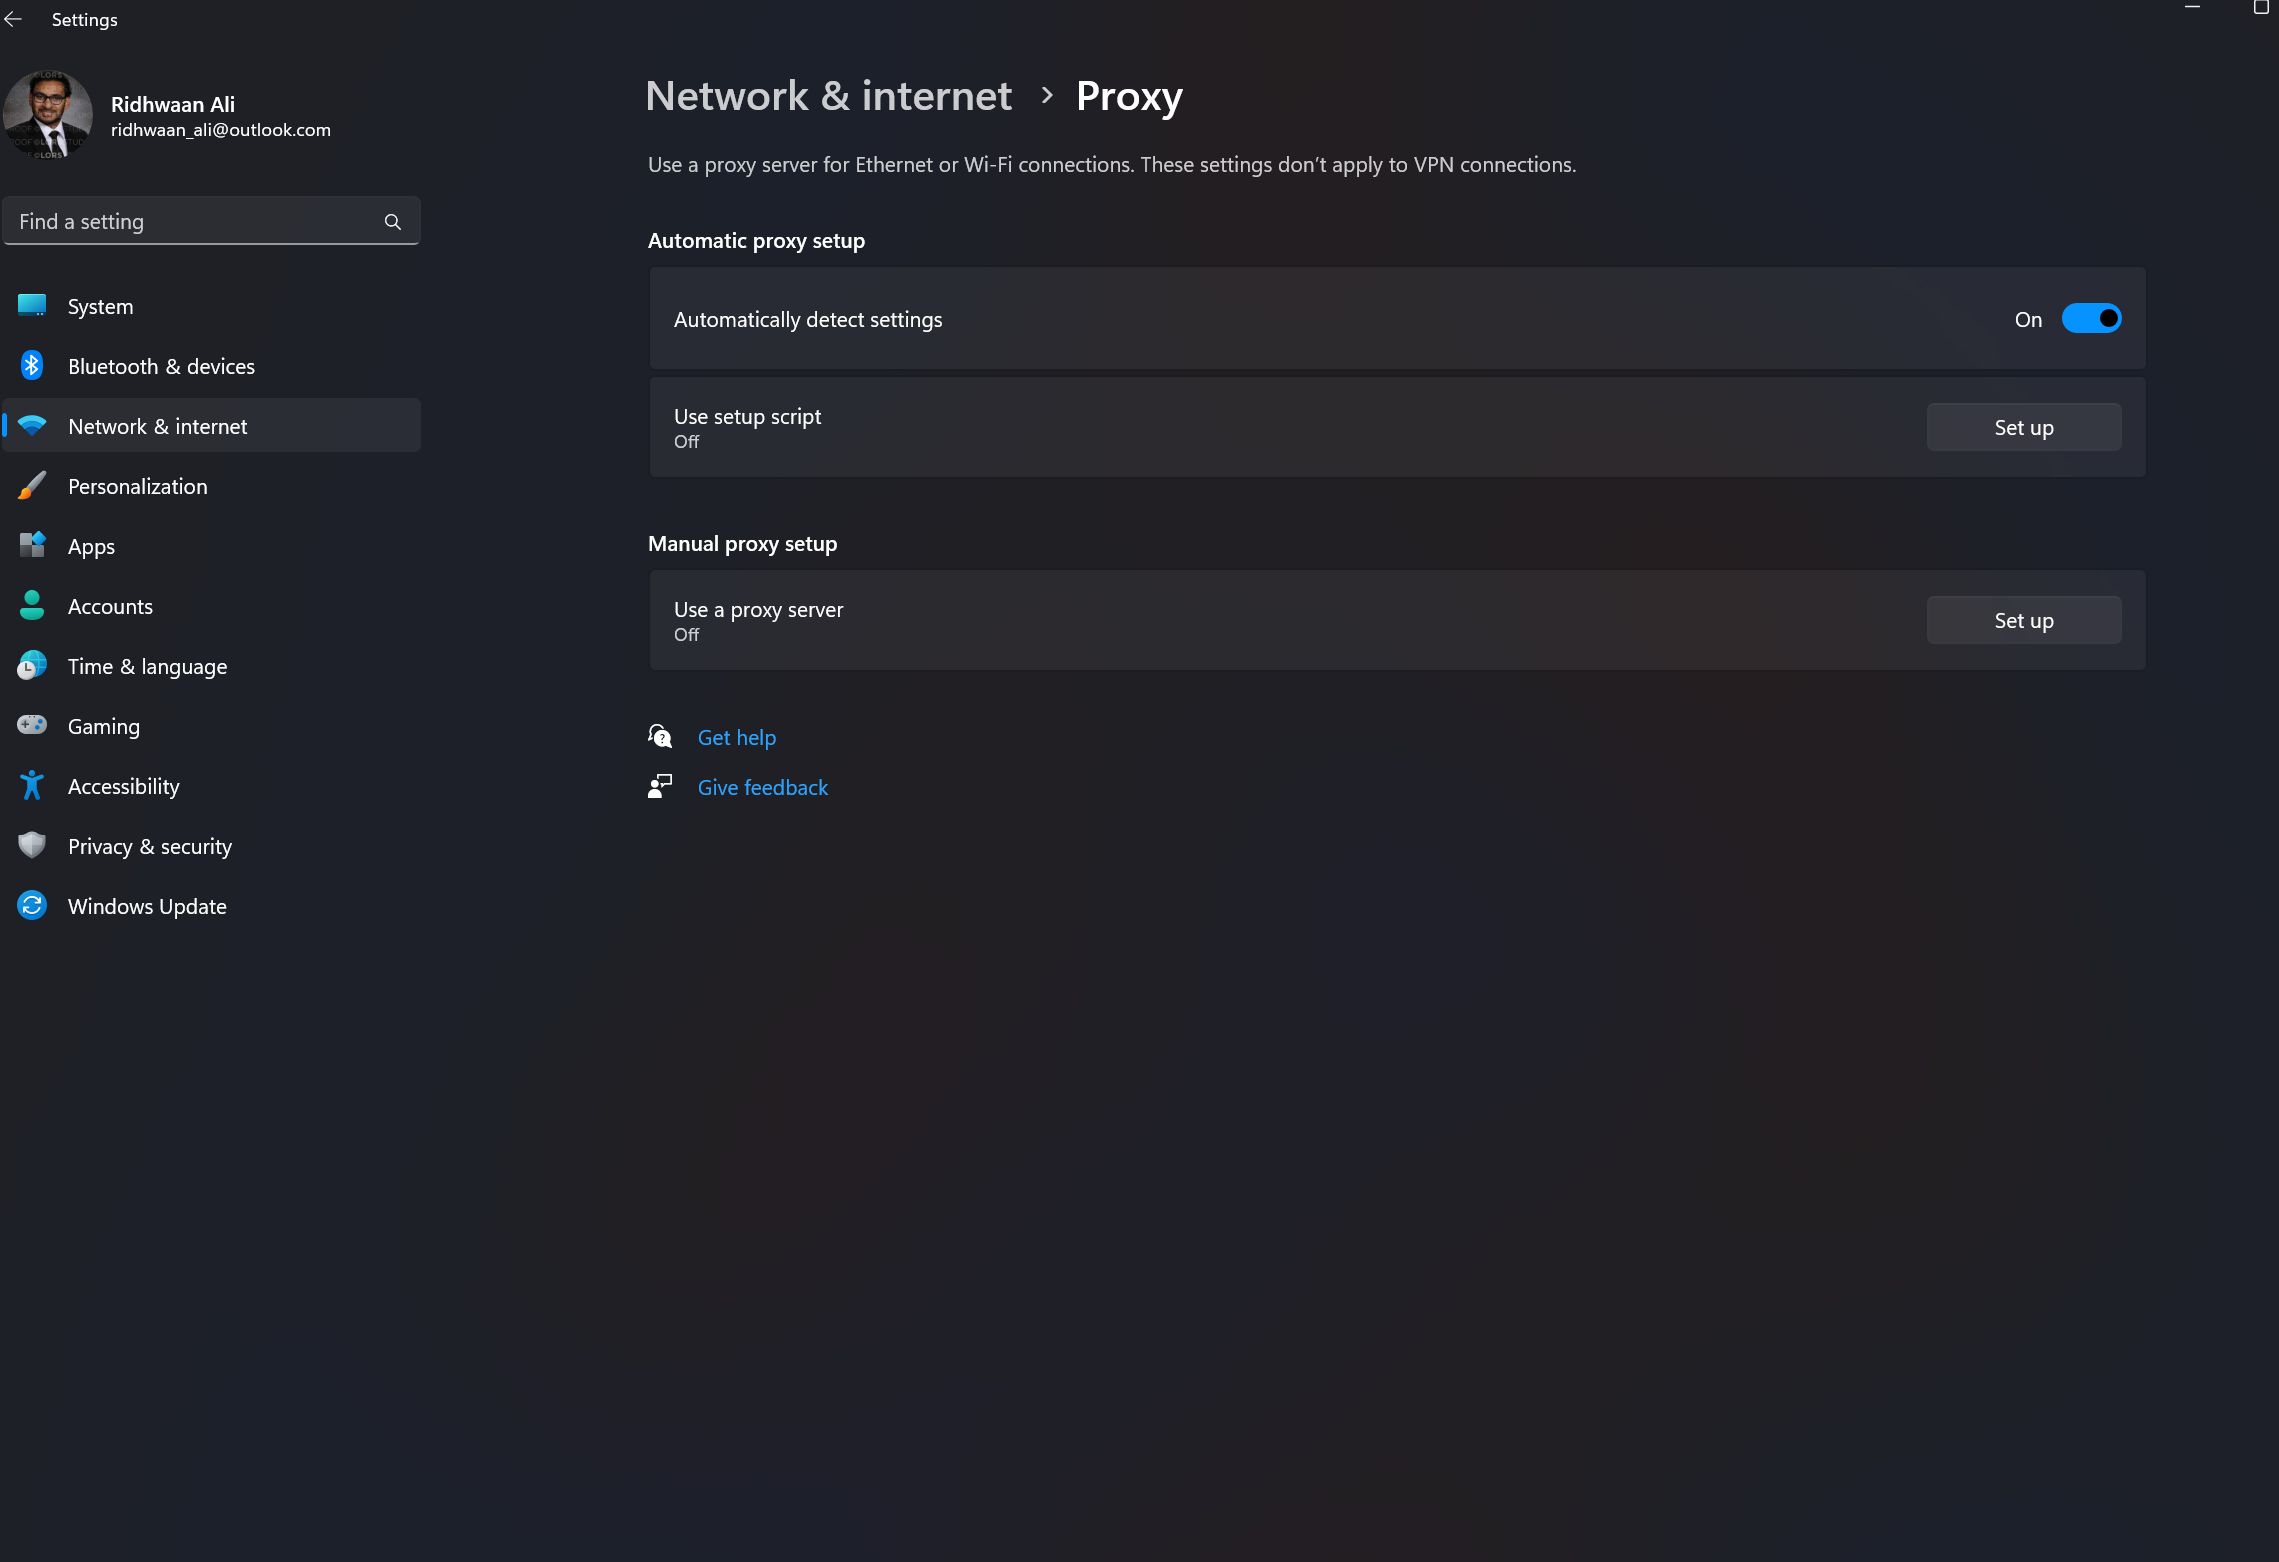 Settings
Ridhwaan Ali
ridhwaan_ali@outlook.com
Find a setting
System
Bluetooth & devices
Network & internet
Personalization
Apps
Accounts
Time & language
Gaming
Accessibility
Privacy & security
Windows Update
Network & internet > Proxy
Use a proxy server for Ethernet or Wi-Fi connections. These settings don't apply to VPN connections.
Automatic proxy setup
Automatically detect settings
On
Use setup script
Off
Set up
Manual proxy setup
Use a proxy server
Off
Set up
Get help
Give feedback